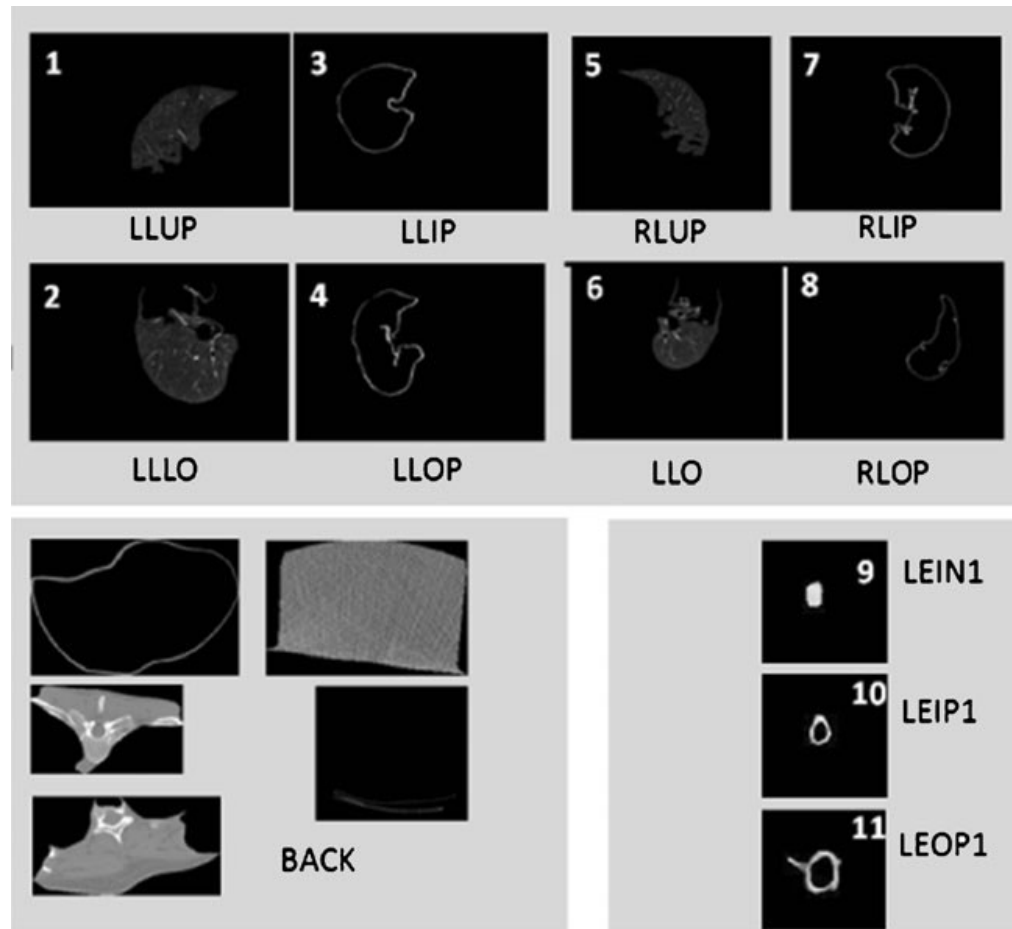 1 3 5 7
LLUP LLIP RLUP RLIP
2 4 6 8
LLLO LLOP LLO RLOP
9 LEIN1
10 LEIP1
11 LEOP1
BACK